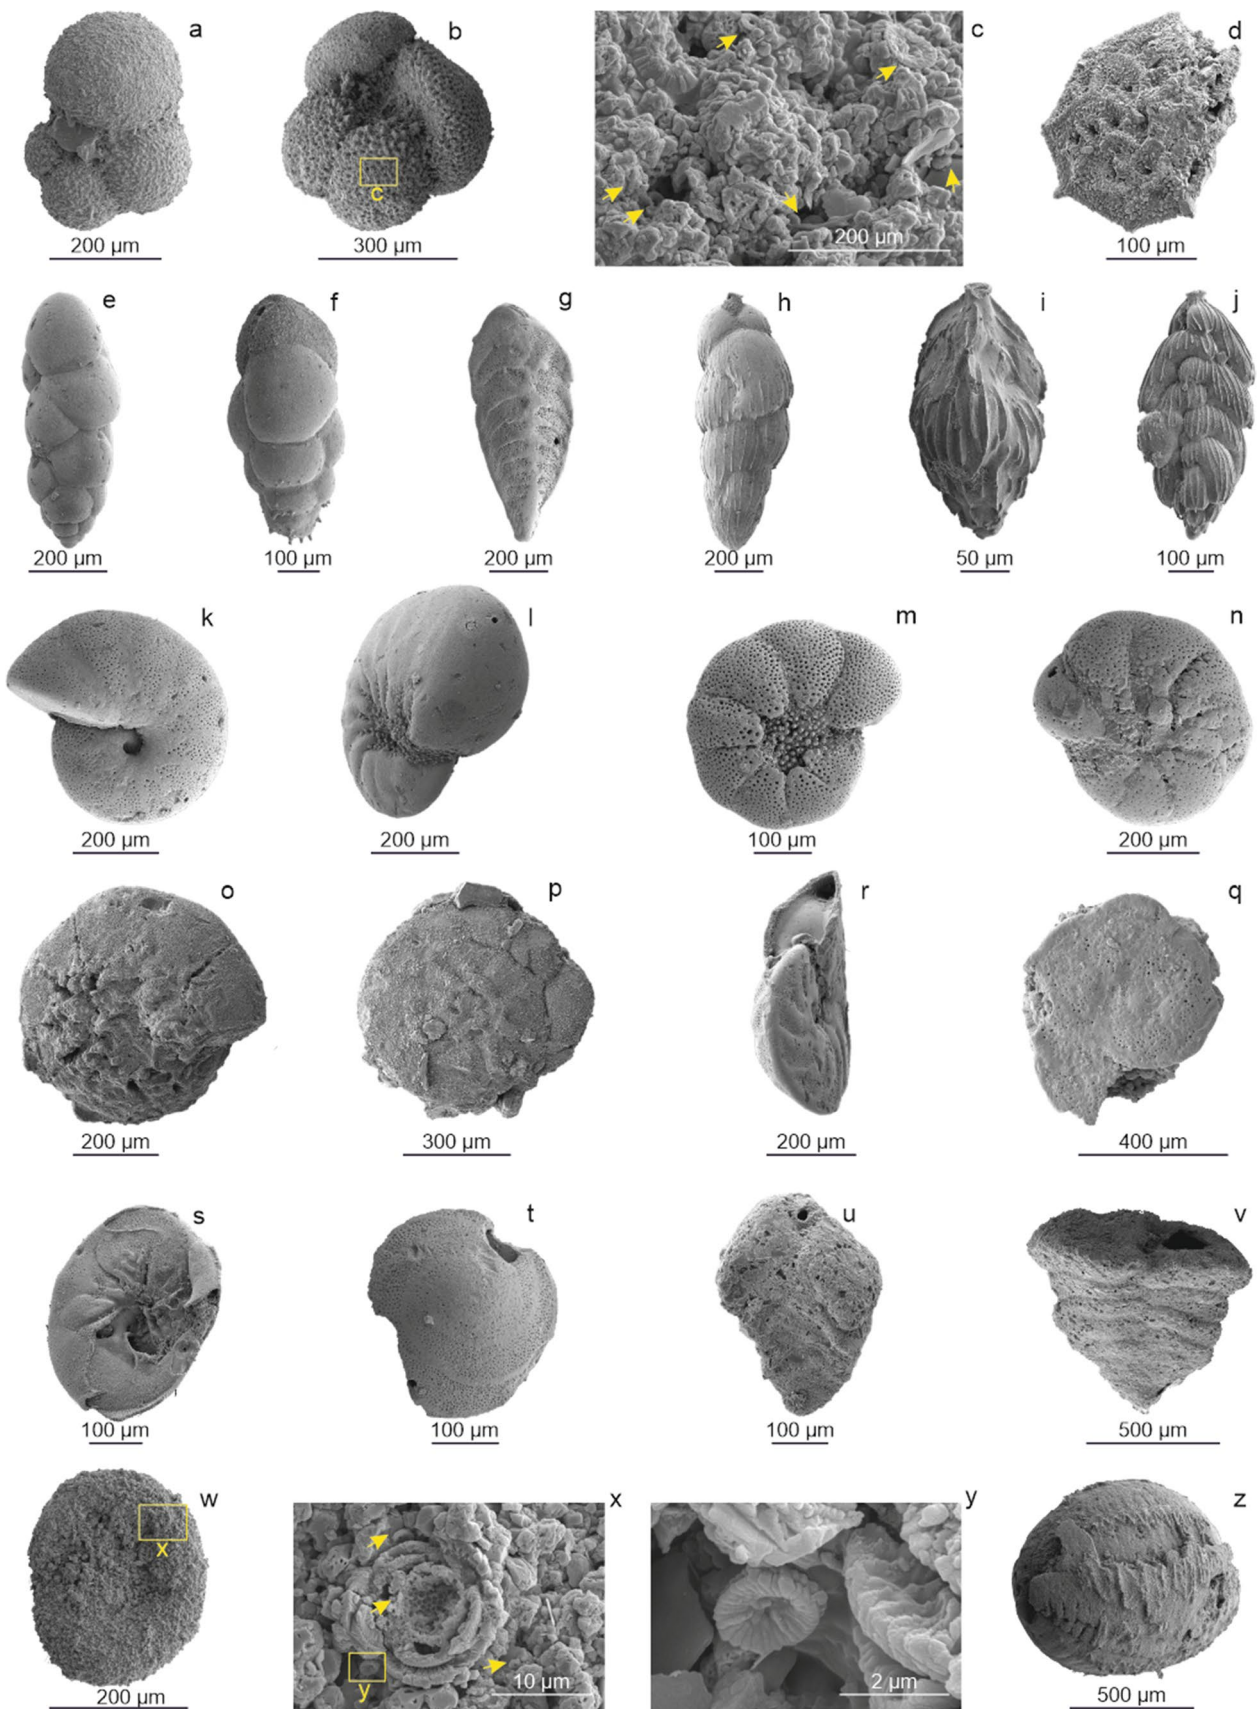 a b c d
c
200 µm 300 µm 200 µm 100 µm
e f g h i j
200 µm 100 µm 200 µm 200 µm 50 µm 100 µm
k l m n
200 µm 200 µm 100 µm 200 µm
o p r q
200 µm 300 µm 200 µm 400 µm
s t u v
100 µm 100 µm 100 µm 500 µm
w x y z
x
y
200 µm 10 µm 2 µm 500 µm